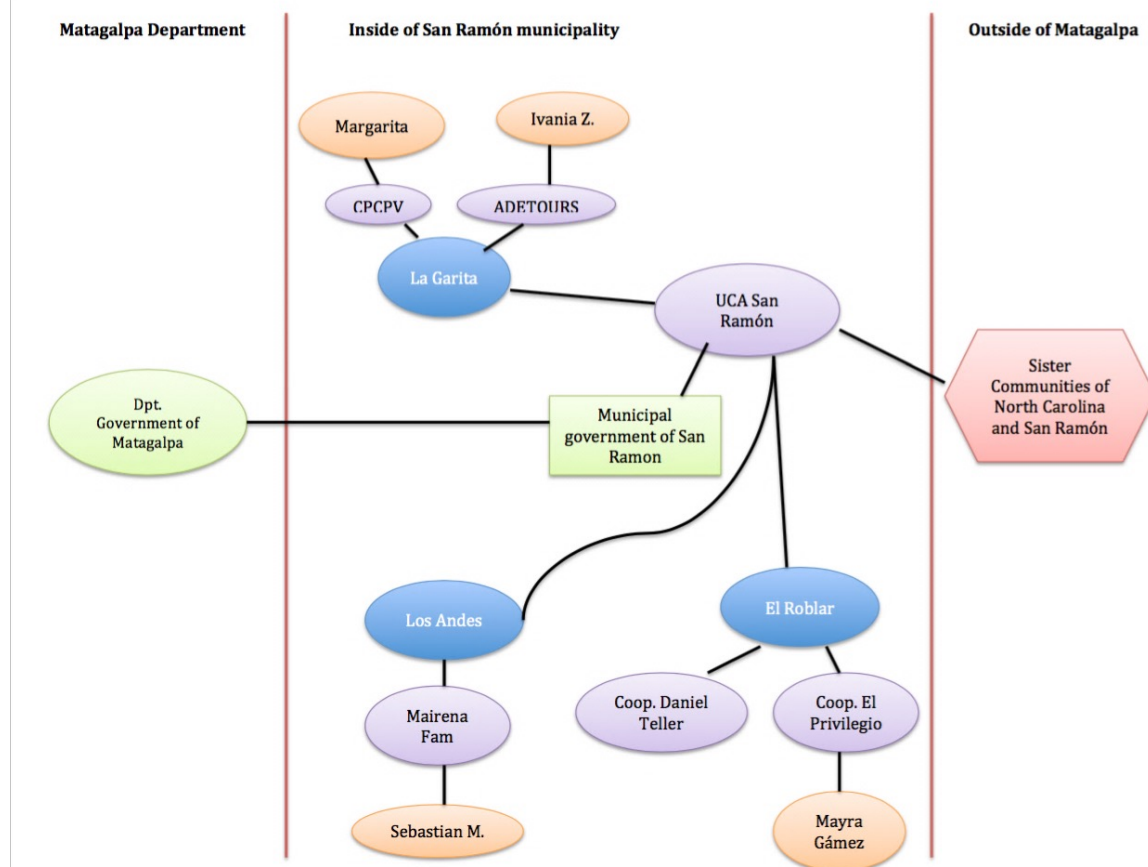 Matagalpa Department
Inside of San Ramón municipality
Outside of Matagalpa
Margarita
Ivania Z.
CPCPV
ADETOURS
La Garita
UCA San
Ramón
Dpt.
Government of
Matagalpa
Municipal
government of San
Ramon
Sister
Communities of
North Carolina
and San Ramón
Los Andes
El Roblar
Mairena
Fam
Coop. Daniel
Teller
Coop. El
Privilegio
Sebastian M.
Mayra
Gámez